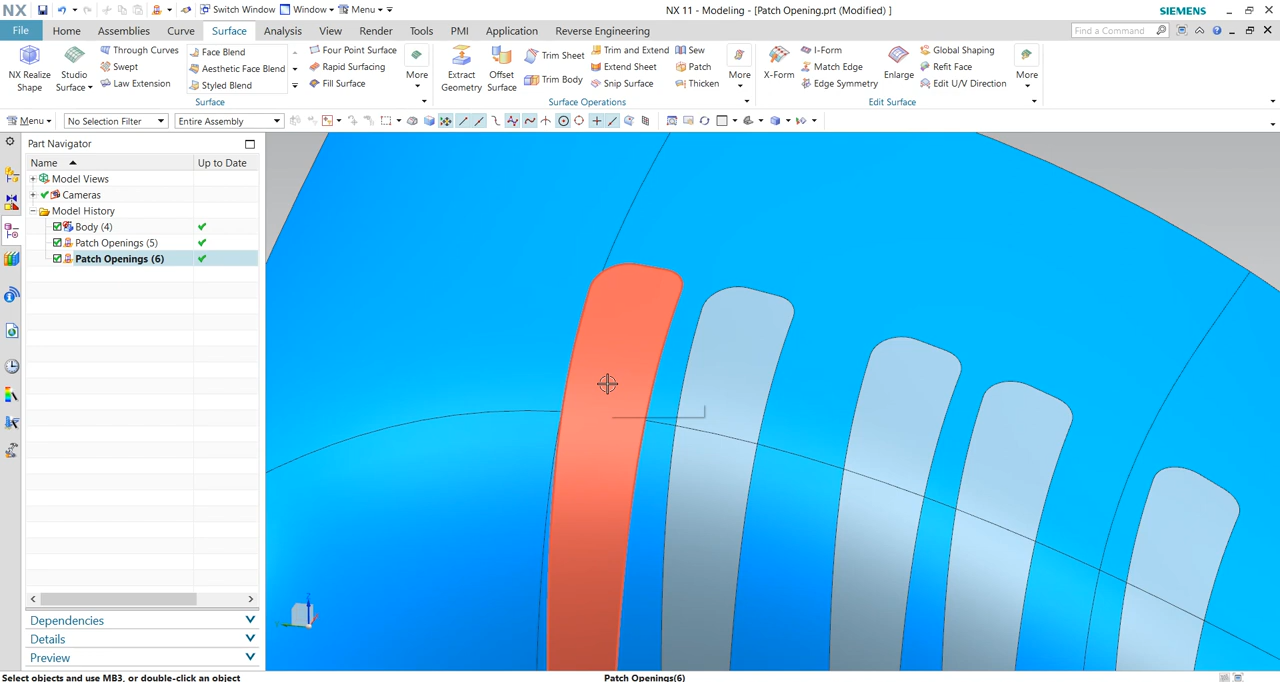 NX Switch Window Window Menu NX 11 - Modeling - [Patch Opening.prt (Modified) ] SIEMENS
File Home Assemblies Curve Surface Analysis View Render Tools PMI Application Reverse Engineering Find a Command
NX Realize Shape
Studio Surface
Through Curves
Swept
Law Extension
Face Blend
Aesthetic Face Blend
Styled Blend
Four Point Surface
Rapid Surfacing
Fill Surface
More
Surface
Extract Geometry
Offset Surface
Trim Sheet
Trim Body
Trim and Extend
Extend Sheet
Snip Surface
Sew
Patch
Thicken
More
Surface Operations
X-Form
I-Form
Match Edge
Edge Symmetry
Enlarge
Global Shaping
Refit Face
Edit U/V Direction
More
Edit Surface
Menu No Selection Filter Entire Assembly
Part Navigator
Name Up to Date
Model Views
Cameras
Model History
Body (4)
Patch Openings (5)
Patch Openings (6)
Dependencies
Details
Preview
Select objects and use MB3, or double-click an object Patch Openings(6)